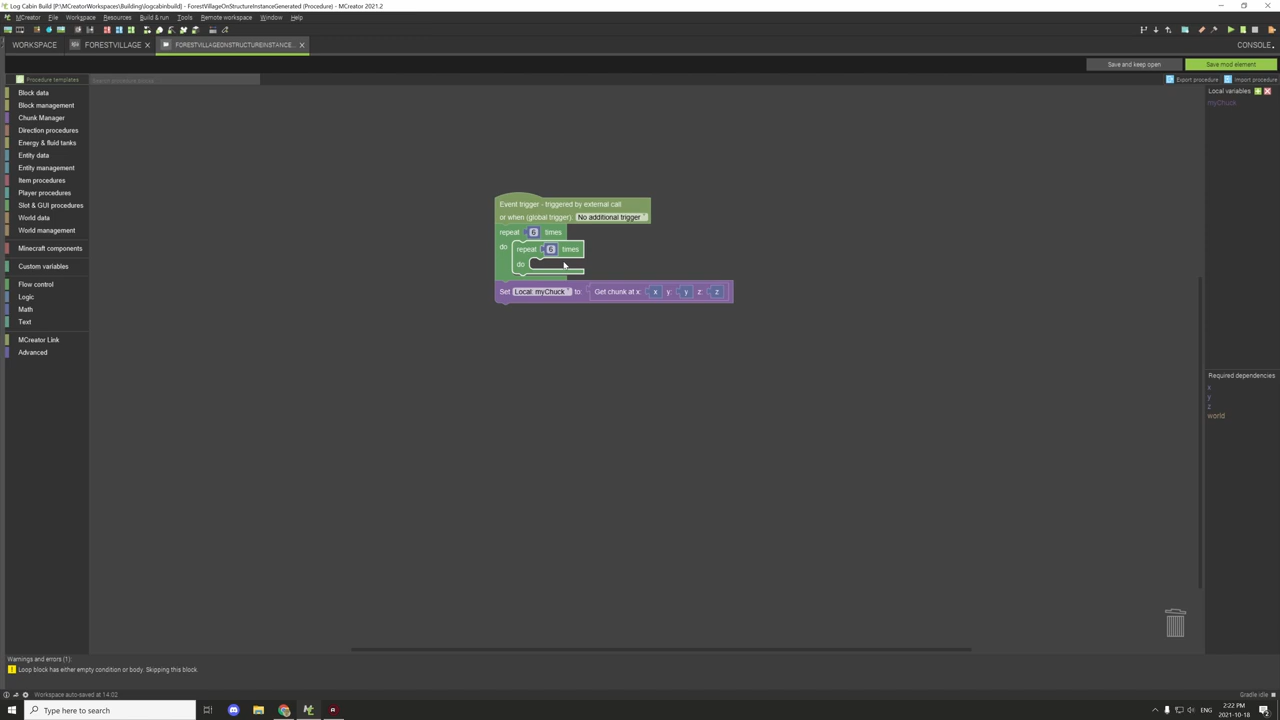 Log Cabin Build [P:\MCreatorWorkspaces\Building\logcabinbuild] - ForestVillageOnStructureInstanceGenerated (Procedure) - MCreator 2021.2
MCreator File Workspace Resources Build & run Tools Remote workspace Window Help
WORKSPACE FORESTVILLAGE FORESTVILLAGEONSTRUCTUREINSTANCE... CONSOLE
Save and keep open Save mod element
Procedure templates Search procedure blocks Export procedure Import procedure
Block data
Block management
Chunk Manager
Direction procedures
Energy & fluid tanks
Entity data
Entity management
Item procedures
Player procedures
Slot & GUI procedures
World data
World management
Minecraft components
Custom variables
Flow control
Logic
Math
Text
MCreator Link
Advanced
Event trigger - triggered by external call
or when (global trigger): No additional trigger
repeat 6 times
do repeat 6 times
do
Set Local: myChuck to: Get chunk at x: x y: y z: z
Local variables
myChuck
Required dependencies
x
y
z
world
Warnings and errors (1):
Loop block has either empty condition or body. Skipping this block.
Workspace auto-saved at 14:02 Gradle idle
Type here to search
ENG
2:22 PM
2021-10-18